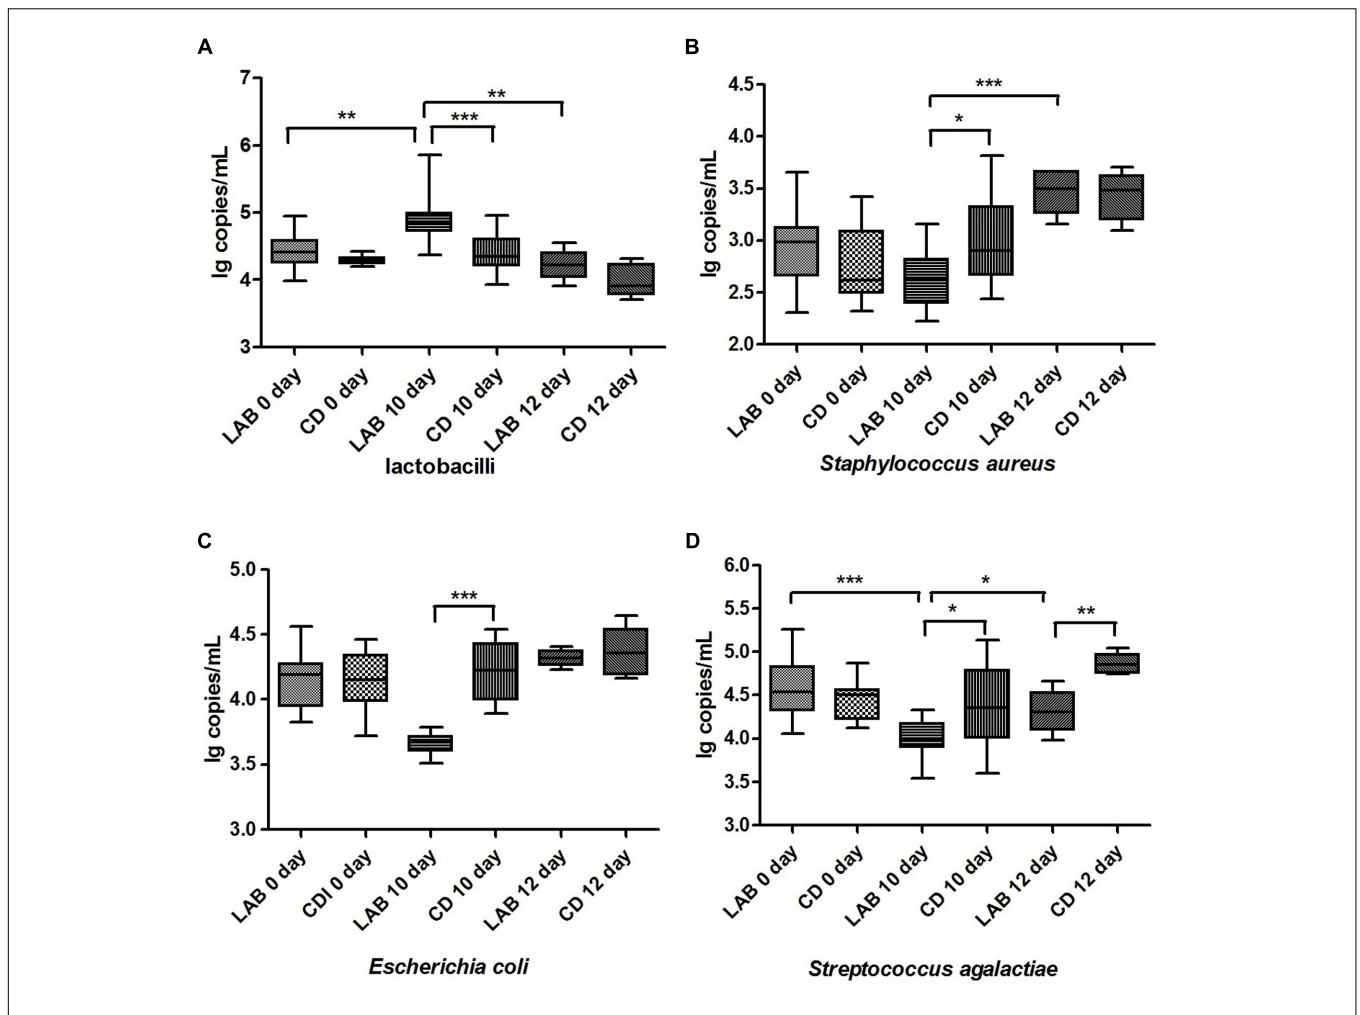 A
lg copies/mL
7
6
5
4
3
**
**
***
LAB 0 day
CD 0 day
LAB 10 day
CD 10 day
LAB 12 day
CD 12 day
lactobacilli
B
lg copies/mL
4.5
4.0
3.5
3.0
2.5
2.0
***
*
LAB 0 day
CD 0 day
LAB 10 day
CD 10 day
LAB 12 day
CD 12 day
Staphylococcus aureus
C
lg copies/mL
5.0
4.5
4.0
3.5
3.0
***
LAB 0 day
CDI 0 day
LAB 10 day
CD 10 day
LAB 12 day
CD 12 day
Escherichia coli
D
lg copies/mL
6.0
5.5
5.0
4.5
4.0
3.5
3.0
***
*
*
**
LAB 0 day
CD 0 day
LAB 10 day
CD 10 day
LAB 12 day
CD 12 day
Streptococcus agalactiae